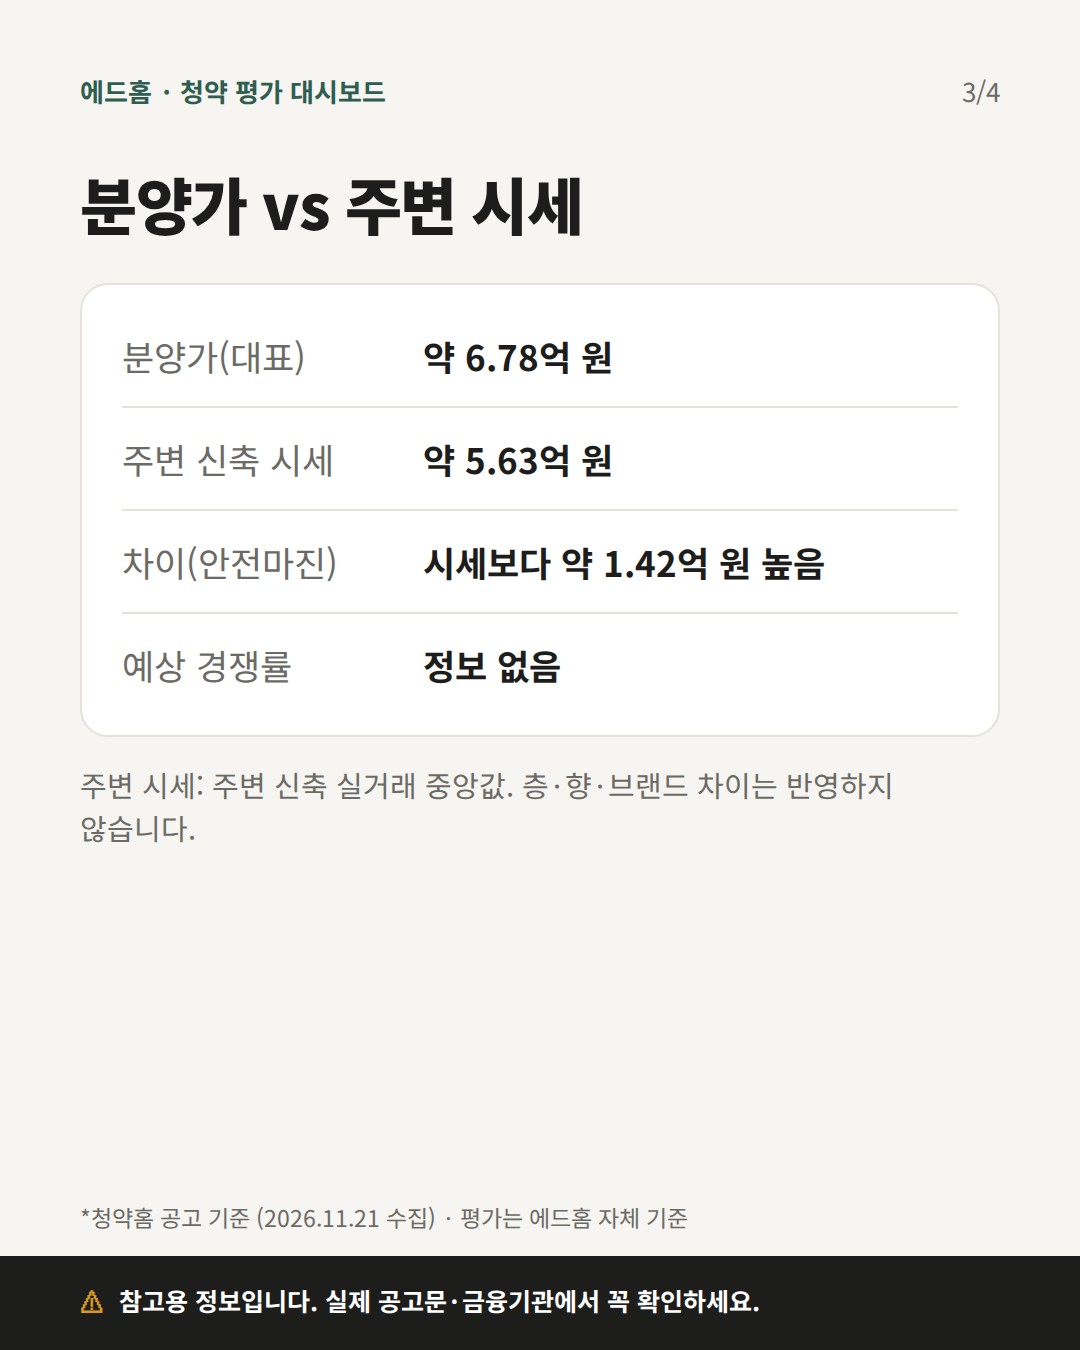 에드홈 · 청약 평가 대시보드
3/4
분양가 vs 주변 시세
분양가(대표) 약 6.78억 원
주변 신축 시세 약 5.63억 원
차이(안전마진) 시세보다 약 1.42억 원 높음
예상 경쟁률 정보 없음
주변 시세: 주변 신축 실거래 중앙값. 층·향·브랜드 차이는 반영하지
않습니다.
*청약홈 공고 기준 (2026.11.21 수집) · 평가는 에드홈 자체 기준
⚠ 참고용 정보입니다. 실제 공고문·금융기관에서 꼭 확인하세요.